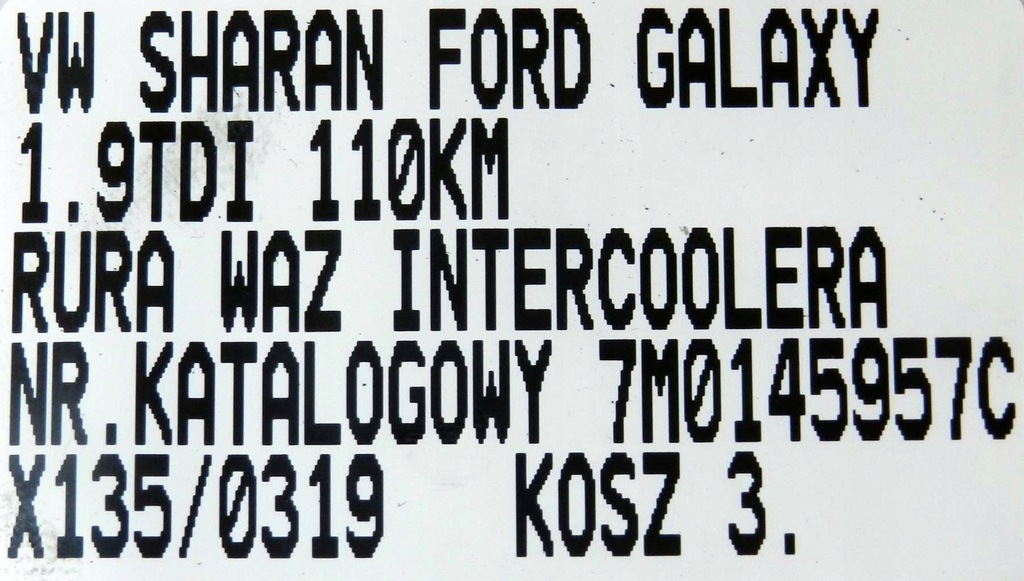 VW SHARAN FORD GALAXY
1.9TDI 110KM
RURA WAZ INTERCOOLERA
NR.KATALOGOWY 7M0145957C
X135/0319 KOSZ 3.